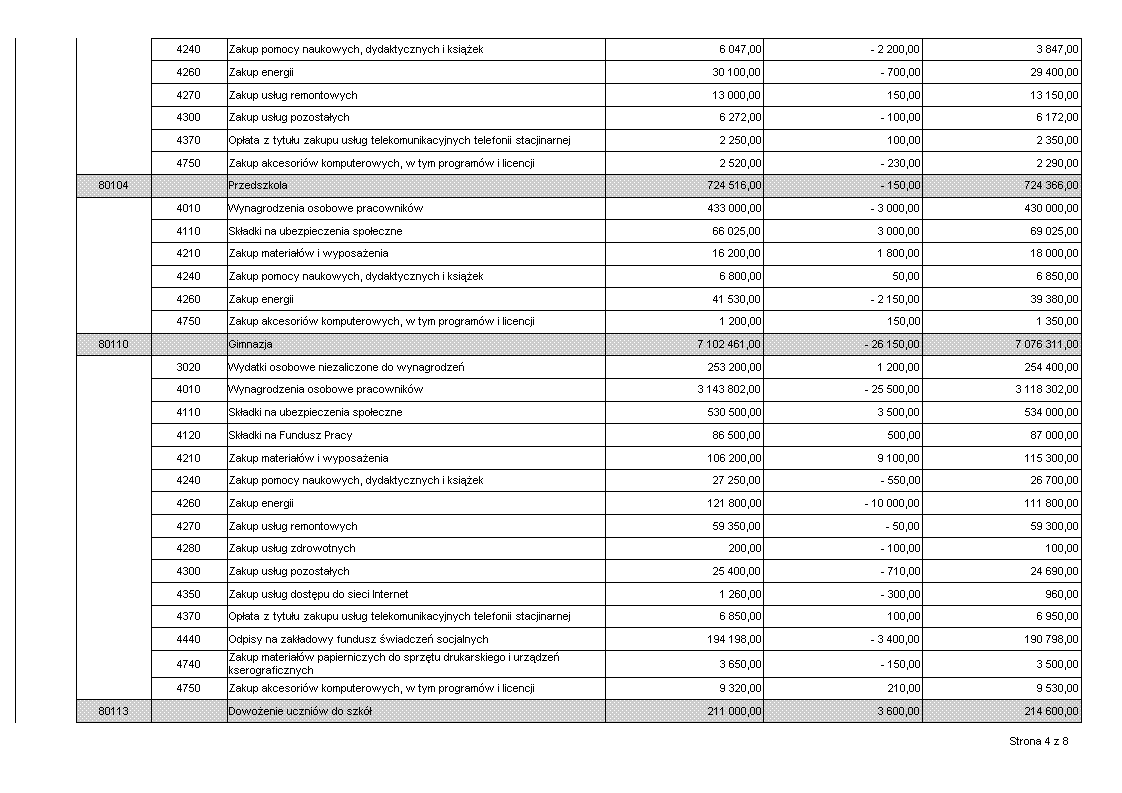 4240 Zakup pomocy naukowych, dydaktycznych i książek 6 047,00 - 2 200,00 3 847,00
4260 Zakup energii 30 100,00 - 700,00 29 400,00
4270 Zakup usług remontowych 13 000,00 150,00 13 150,00
4300 Zakup usług pozostałych 6 272,00 - 100,00 6 172,00
4370 Opłata z tytułu zakupu usług telekomunikacyjnych telefonii stacjinarnej 2 250,00 100,00 2 350,00
4750 Zakup akcesoriów komputerowych, w tym programów i licencji 2 520,00 - 230,00 2 290,00
80104 Przedszkola 724 516,00 - 150,00 724 366,00
4010 Wynagrodzenia osobowe pracowników 433 000,00 - 3 000,00 430 000,00
4110 Składki na ubezpieczenia społeczne 66 025,00 3 000,00 69 025,00
4210 Zakup materiałów i wyposażenia 16 200,00 1 800,00 18 000,00
4240 Zakup pomocy naukowych, dydaktycznych i książek 6 800,00 50,00 6 850,00
4260 Zakup energii 41 530,00 - 2 150,00 39 380,00
4750 Zakup akcesoriów komputerowych, w tym programów i licencji 1 200,00 150,00 1 350,00
80110 Gimnazja 7 102 461,00 - 26 150,00 7 076 311,00
3020 Wydatki osobowe niezaliczone do wynagrodzeń 253 200,00 1 200,00 254 400,00
4010 Wynagrodzenia osobowe pracowników 3 143 802,00 - 25 500,00 3 118 302,00
4110 Składki na ubezpieczenia społeczne 530 500,00 3 500,00 534 000,00
4120 Składki na Fundusz Pracy 86 500,00 500,00 87 000,00
4210 Zakup materiałów i wyposażenia 106 200,00 9 100,00 115 300,00
4240 Zakup pomocy naukowych, dydaktycznych i książek 27 250,00 - 550,00 26 700,00
4260 Zakup energii 121 800,00 - 10 000,00 111 800,00
4270 Zakup usług remontowych 59 350,00 - 50,00 59 300,00
4280 Zakup usług zdrowotnych 200,00 - 100,00 100,00
4300 Zakup usług pozostałych 25 400,00 - 710,00 24 690,00
4350 Zakup usług dostępu do sieci Internet 1 260,00 - 300,00 960,00
4370 Opłata z tytułu zakupu usług telekomunikacyjnych telefonii stacjinarnej 6 850,00 100,00 6 950,00
4440 Odpisy na zakładowy fundusz świadczeń socjalnych 194 198,00 - 3 400,00 190 798,00
4740 Zakup materiałów papierniczych do sprzętu drukarskiego i urządzeń
kserograficznych 3 650,00 - 150,00 3 500,00
4750 Zakup akcesoriów komputerowych, w tym programów i licencji 9 320,00 210,00 9 530,00
80113 Dowożenie uczniów do szkół 211 000,00 3 600,00 214 600,00
Strona 4 z 8